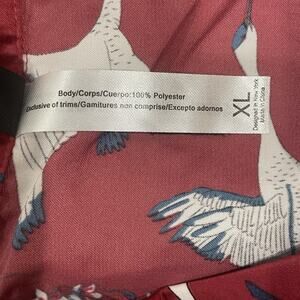 Body/Corps/Cuerpo:100% Polyester
Exclusive of trims/Gamitures non comprise/Excepto adornos
XL
Designed in New York
Made in China